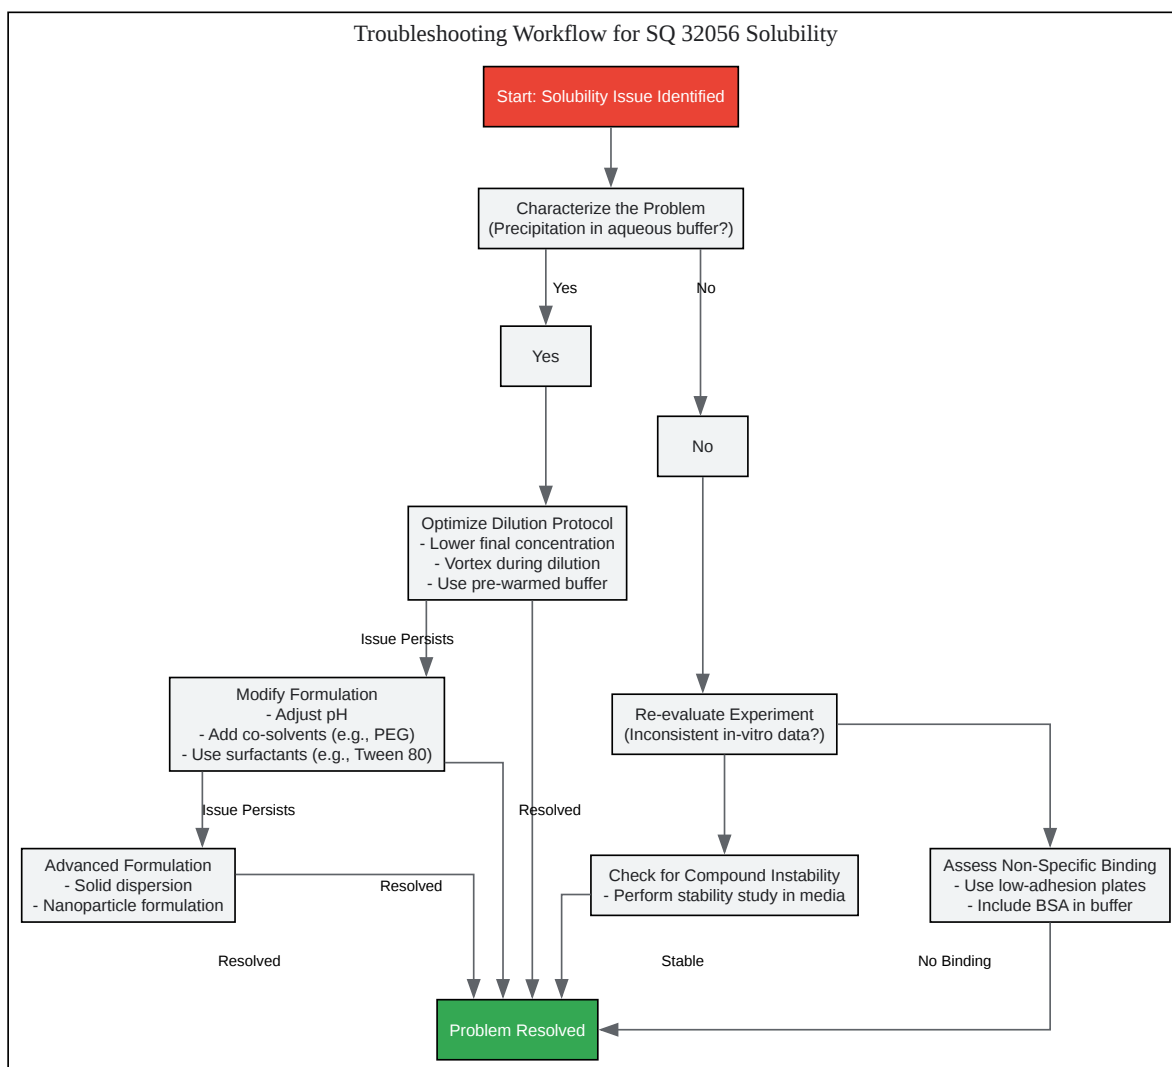 Troubleshooting Workflow for SQ 32056 Solubility
Start: Solubility Issue Identified
Characterize the Problem
(Precipitation in aqueous buffer?)
Yes
No
Yes
No
Optimize Dilution Protocol
- Lower final concentration
- Vortex during dilution
- Use pre-warmed buffer
Issue Persists
Modify Formulation
- Adjust pH
- Add co-solvents (e.g., PEG)
- Use surfactants (e.g., Tween 80)
Re-evaluate Experiment
(Inconsistent in-vitro data?)
Issue Persists
Resolved
Advanced Formulation
- Solid dispersion
- Nanoparticle formulation
Resolved
Check for Compound Instability
- Perform stability study in media
Assess Non-Specific Binding
- Use low-adhesion plates
- Include BSA in buffer
Resolved
Stable
No Binding
Problem Resolved